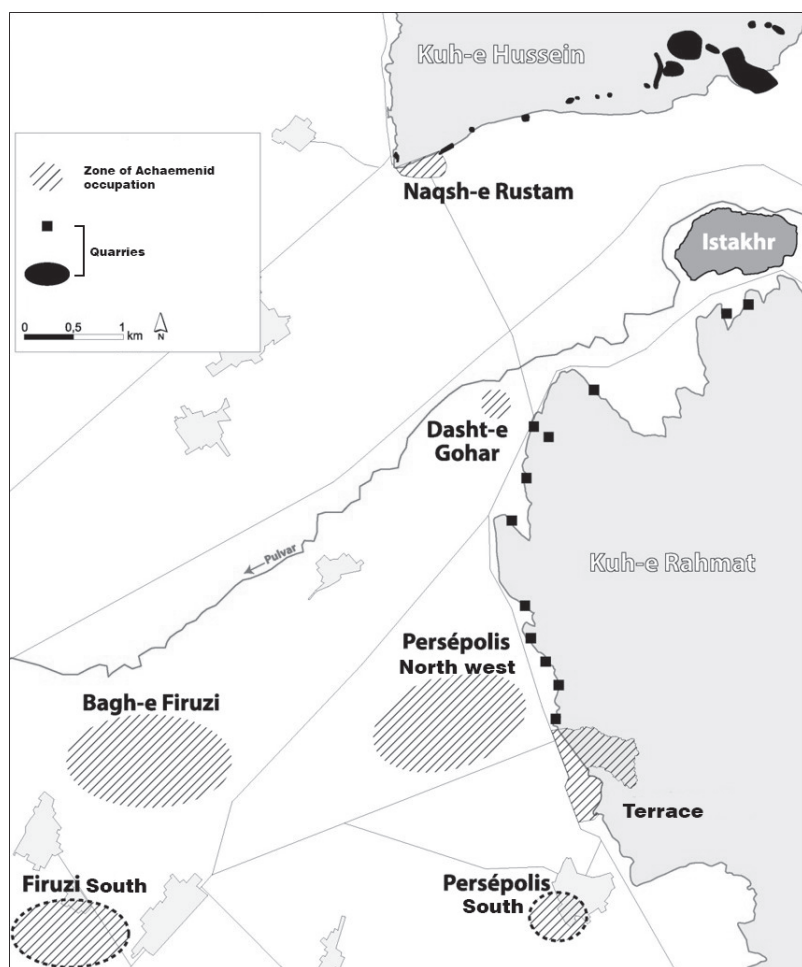 Kuh-e Hussein
Zone of Achaemenid
occupation
Quarries
0 0,5 1
km
N
Naqsh-e Rustam
Istakhr
Dasht-e
Gohar
Pulvar
Kuh-e Rahmat
Persépolis
North west
Bagh-e Firuzi
Terrace
Firuzi South
Persépolis
South